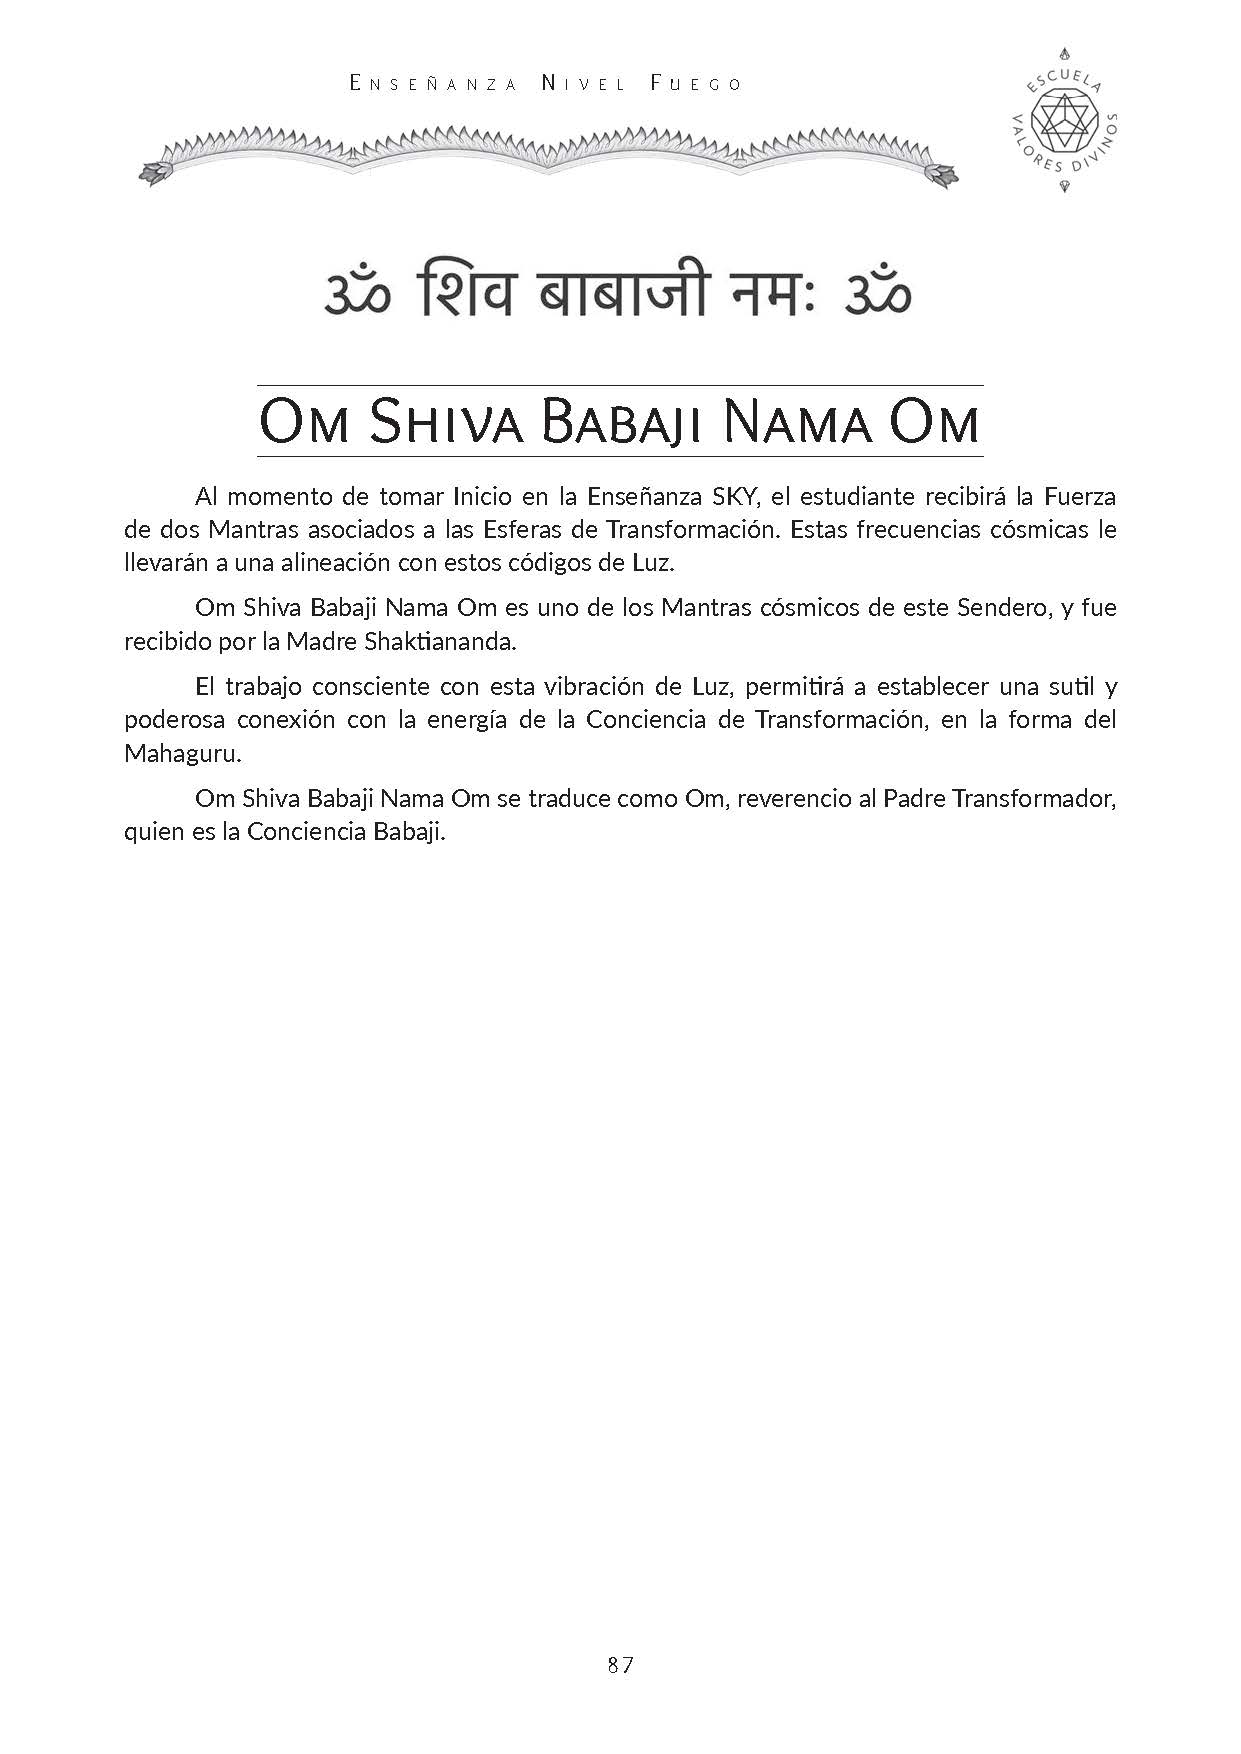 Enseñanza Nivel Fuego
ESCUELA
VALORES DIVINOS
ॐ शिव बाबाजी नमः ॐ
Om Shiva Babaji Nama Om
Al momento de tomar Inicio en la Enseñanza SKY, el estudiante recibirá la Fuerza
de dos Mantras asociados a las Esferas de Transformación. Estas frecuencias cósmicas le
llevarán a una alineación con estos códigos de Luz.
Om Shiva Babaji Nama Om es uno de los Mantras cósmicos de este Sendero, y fue
recibido por la Madre Shaktiananda.
El trabajo consciente con esta vibración de Luz, permitirá a establecer una sutil y
poderosa conexión con la energía de la Conciencia de Transformación, en la forma del
Mahaguru.
Om Shiva Babaji Nama Om se traduce como Om, reverencio al Padre Transformador,
quien es la Conciencia Babaji.
87